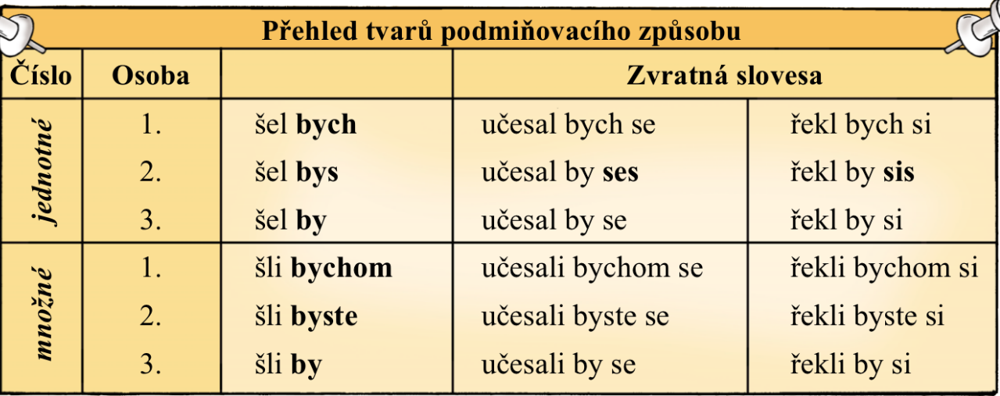 Přehled tvarů podmiňovacího způsobu
Číslo Osoba Zvratná slovesa
jednotné
1. šel bych učesal bych se řekl bych si
2. šel bys učesal by ses řekl by sis
3. šel by učesal by se řekl by si
množné
1. šli bychom učesali bychom se řekli bychom si
2. šli byste učesali byste se řekli byste si
3. šli by učesali by se řekli by si